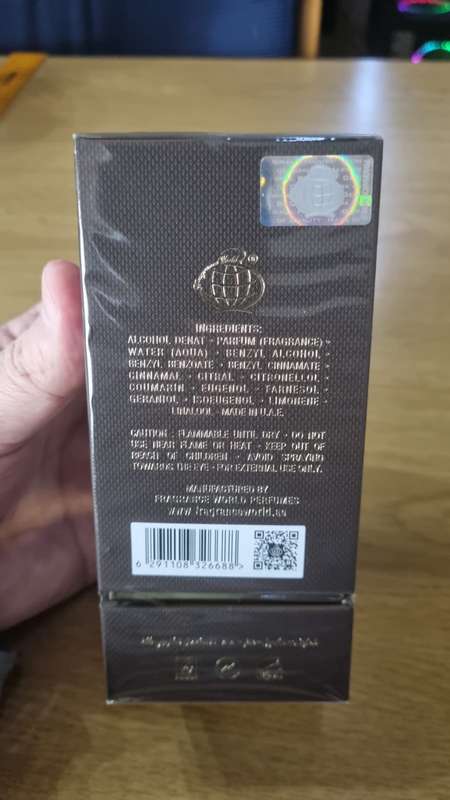 Fragrance World ®
INGREDIENTS:
ALCOHOL DENAT • PARFUM (FRAGRANCE) •
WATER (AQUA) • BENZYL ALCOHOL •
BENZYL BENZOATE • BENZYL CINNAMATE •
CINNAMAL • CITRAL • CITRONELLOL •
COUMARIN • EUGENOL • FARNESOL •
GERANIOL • ISOEUGENOL • LIMONENE •
LINALOOL • MADE IN U.A.E.
CAUTION : FLAMMABLE UNTIL DRY • DO NOT
USE NEAR FLAME OR HEAT • KEEP OUT OF
REACH OF CHILDREN • AVOID SPRAYING
TOWARDS THE EYE • FOR EXTERNAL USE ONLY.
MANUFACTURED BY
FRAGRANCE WORLD PERFUMES
www.fragranceworld.ae
6 291108 326688 >